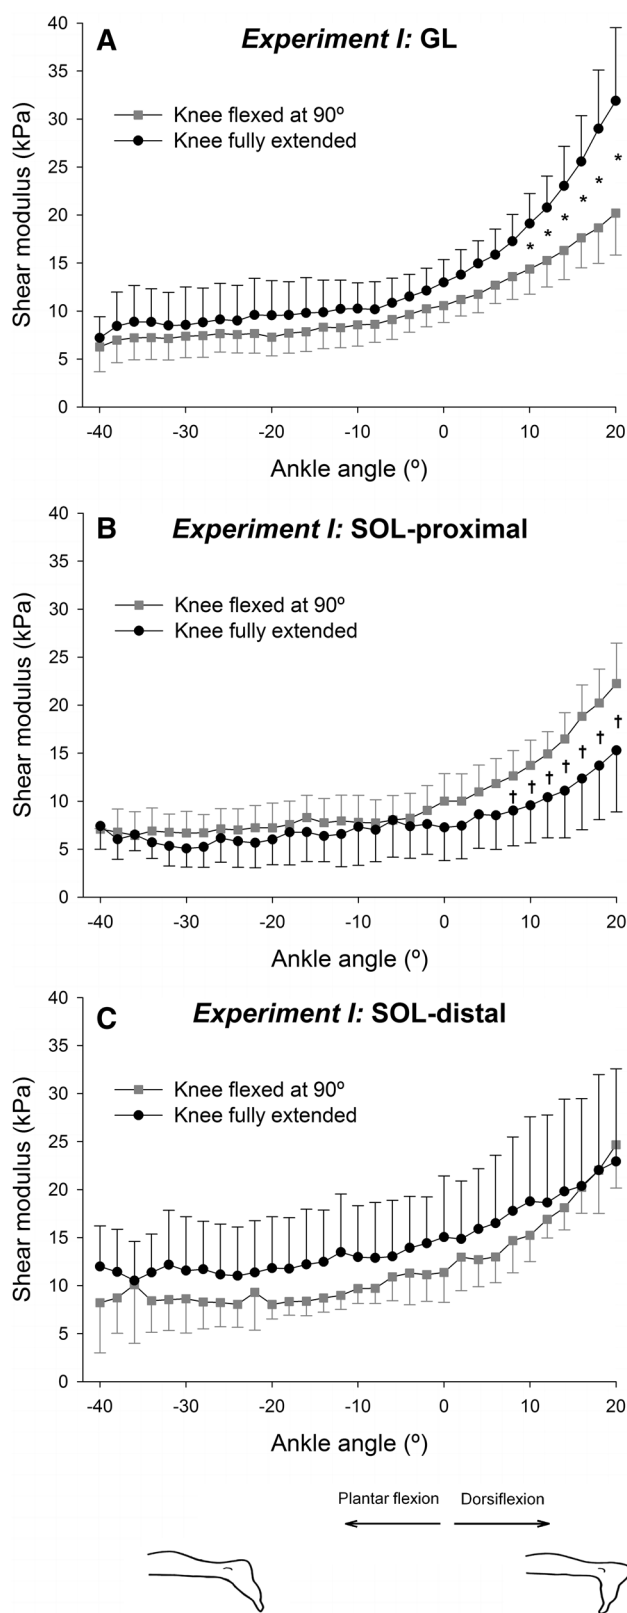 A
Experiment I: GL
Knee flexed at 90º
Knee fully extended
Shear modulus (kPa)
40
35
30
25
20
15
10
5
0
* * * * * *
-40 -30 -20 -10 0 10 20
Ankle angle (º)
B
Experiment I: SOL-proximal
Knee flexed at 90º
Knee fully extended
Shear modulus (kPa)
40
35
30
25
20
15
10
5
0
† † † † † † †
-40 -30 -20 -10 0 10 20
Ankle angle (º)
C
Experiment I: SOL-distal
Knee flexed at 90º
Knee fully extended
Shear modulus (kPa)
40
35
30
25
20
15
10
5
0
-40 -30 -20 -10 0 10 20
Ankle angle (º)
Plantar flexion Dorsiflexion